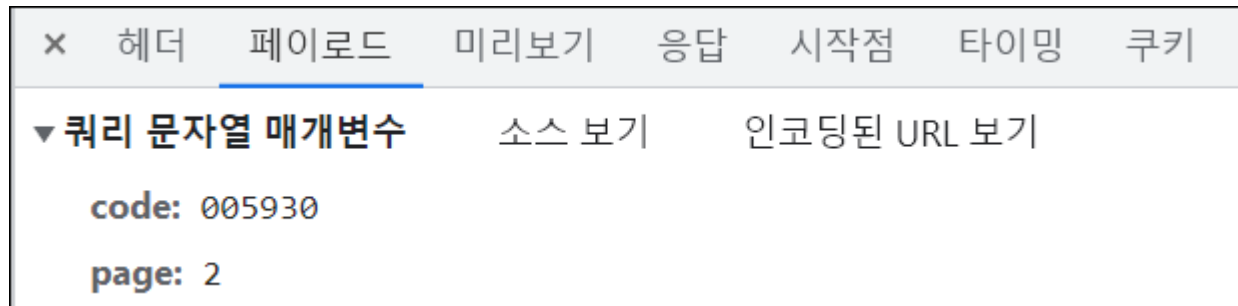 × 헤더 페이로드 미리보기 응답 시작점 타이밍 쿠키
▼쿼리 문자열 매개변수 소스 보기 인코딩된 URL 보기
code: 005930
page: 2